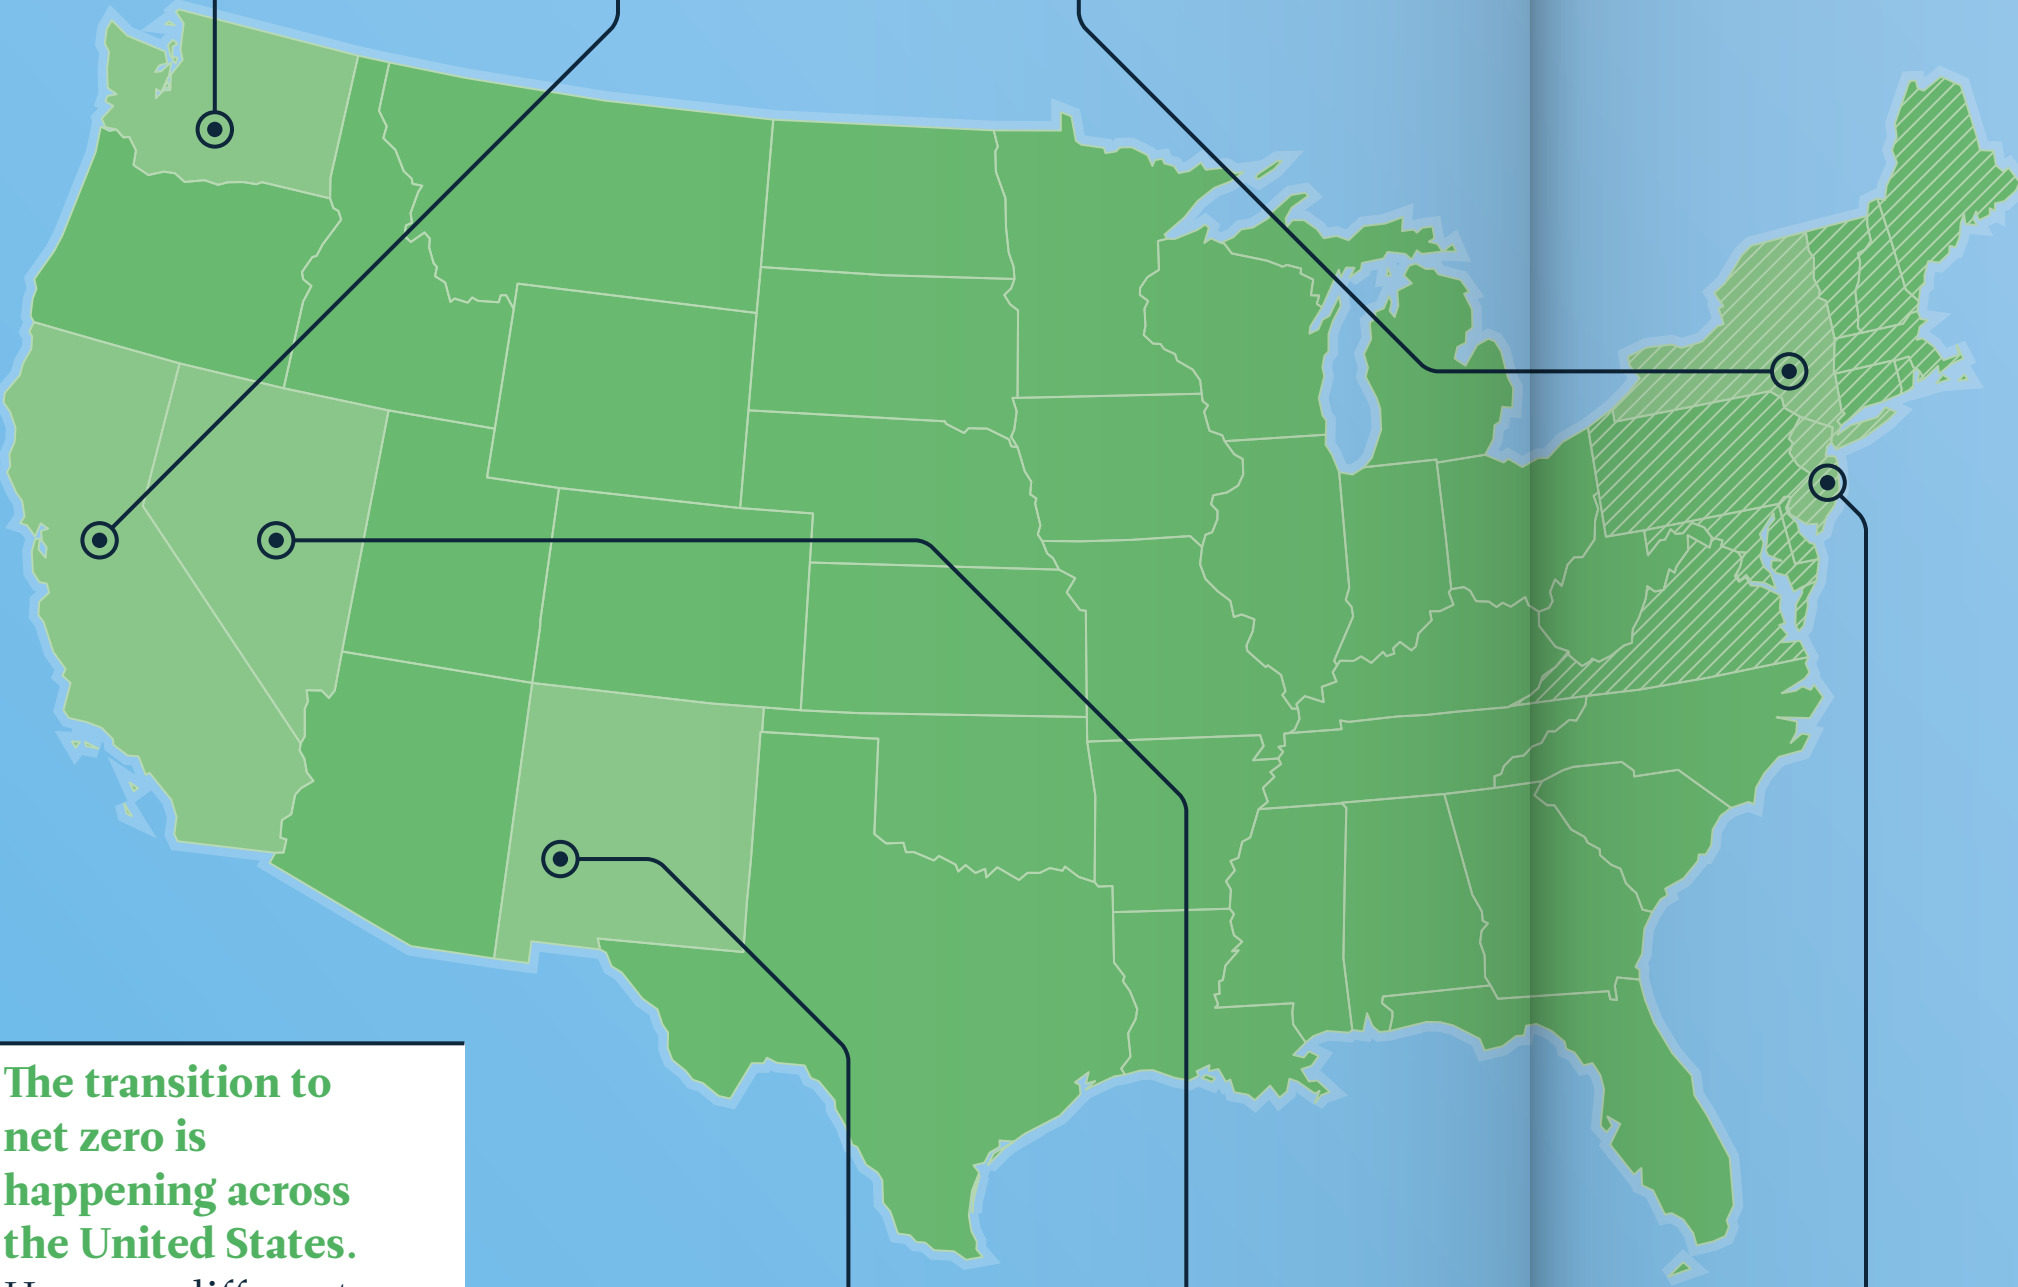 The transition to
net zero is
happening across
the United States.